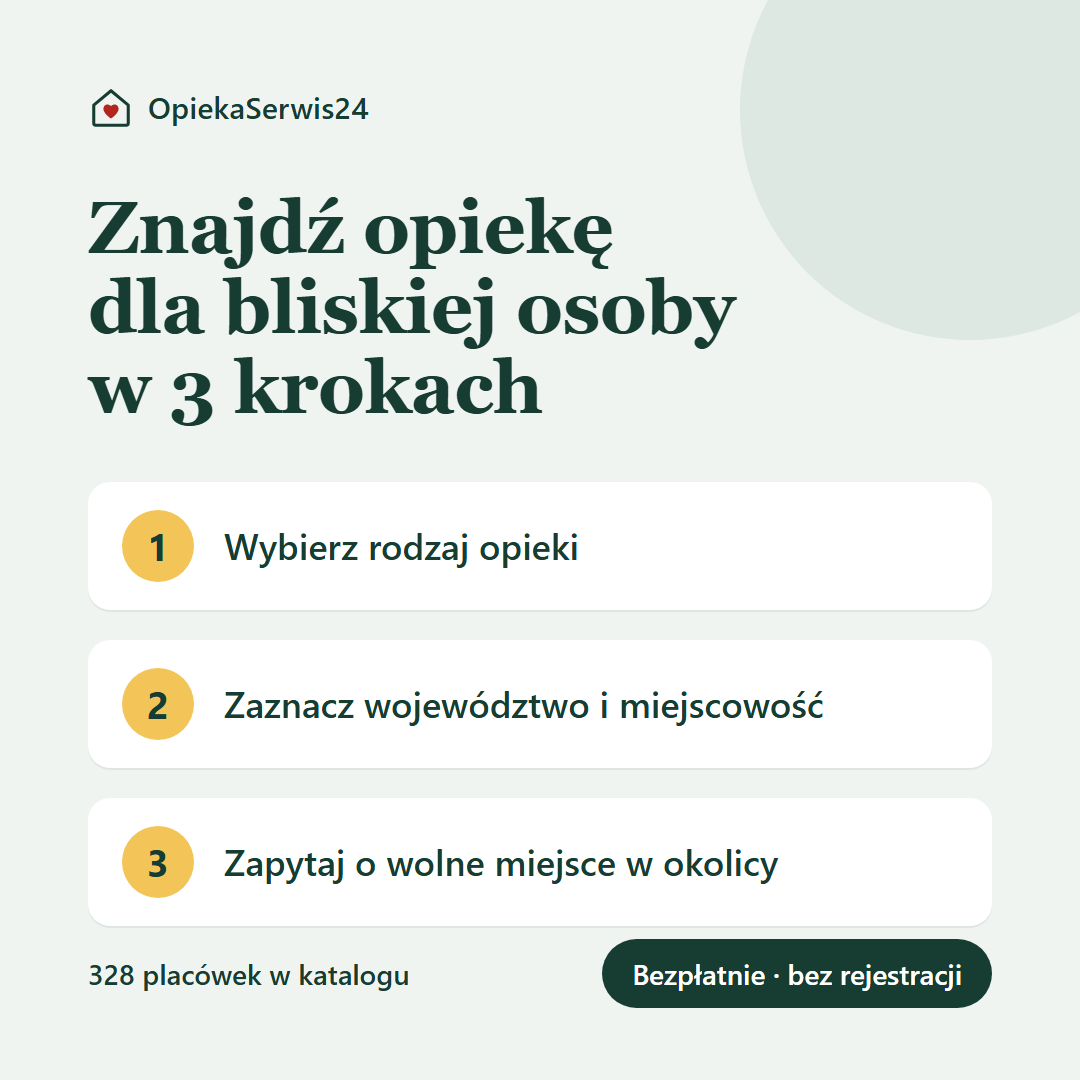 OpiekaSerwis24
Znajdź opiekę
dla bliskiej osoby
w 3 krokach
1 Wybierz rodzaj opieki
2 Zaznacz województwo i miejscowość
3 Zapytaj o wolne miejsce w okolicy
328 placówek w katalogu
Bezpłatnie · bez rejestracji